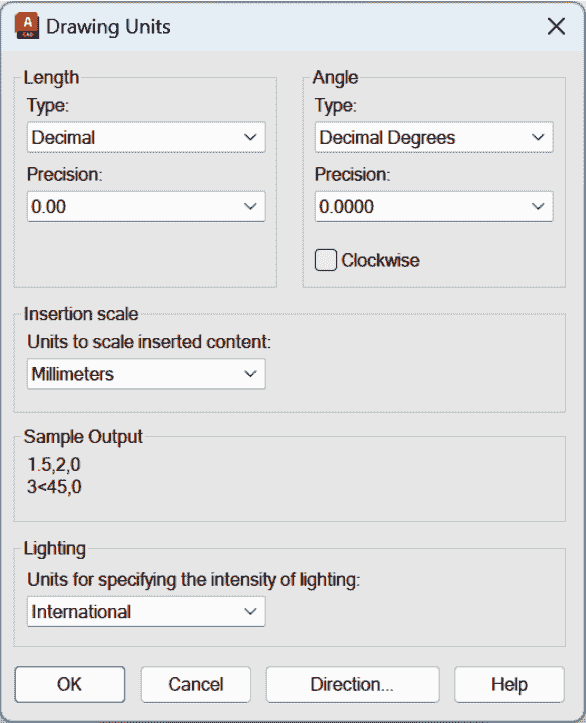 A
CAD
Drawing Units
Length
Type:
Decimal
Precision:
0.00
Angle
Type:
Decimal Degrees
Precision:
0.0000
Clockwise
Insertion scale
Units to scale inserted content:
Millimeters
Sample Output
1.5,2,0
3<45,0
Lighting
Units for specifying the intensity of lighting:
International
OK
Cancel
Direction...
Help